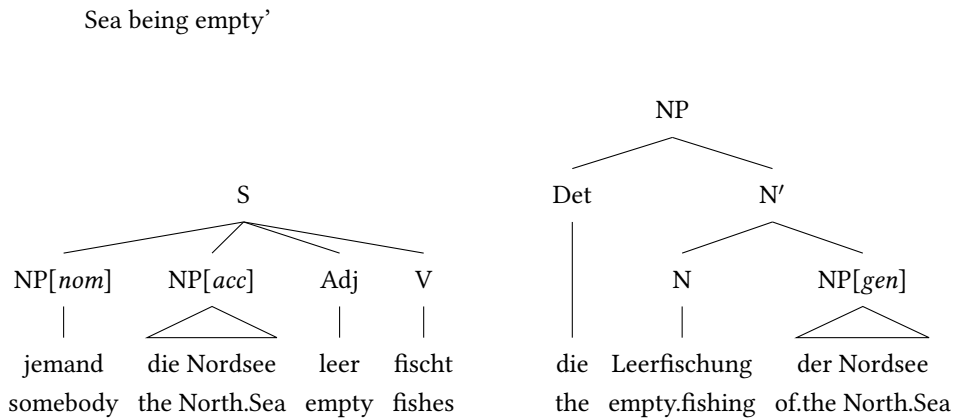 Sea being empty’
NP
S Det N′
NP[nom] NP[acc] Adj V N NP[gen]
jemand die Nordsee leer fischt die Leerfischung der Nordsee
somebody the North.Sea empty fishes the empty.fishing of.the North.Sea